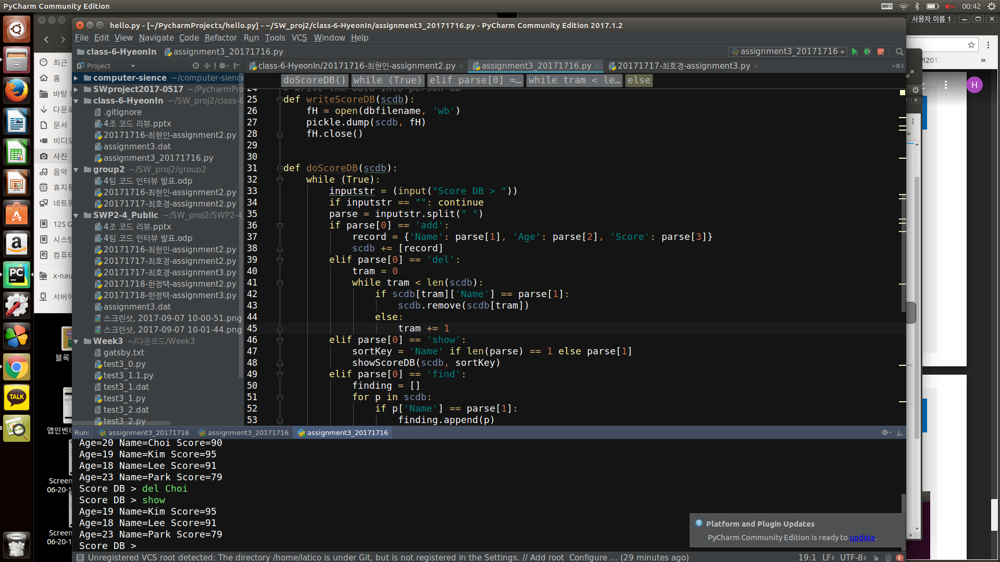 PyCharm Community Edition
00:42
사용자 이름 1
hello.py - [~/PycharmProjects/hello.py] - ~/SW_proj2/class-6-HyeonIn/assignment3_20171716.py - PyCharm Community Edition 2017.1.2
File Edit View Navigate Code Refactor Run Tools VCS Window Help
class-6-HyeonIn assignment3_20171716.py
assignment3_20171716
Project
class-6-HyeonIn/20171716-최현인-assignment2.py
assignment3_20171716.py
20171717-최호경-assignment3.py
doScoreDB() while (True) elif parse[0] =... while tram < le... else
최근
홈
바탕
다운로
문서
비디오
사진
음악
휴지통
네트워
125 G
시스템
컴퓨터
x-nau
서버에
블록
앱인벤터
Screen
06-20-1
Screen
06-20-1
computer-sience ~/computer-sience
SWproject2017-0517 ~/PycharmPro
class-6-HyeonIn ~/SW_proj2/class-6
.gitignore
4조 코드 리뷰.pptx
20171716-최현인-assignment2.py
assignment3.dat
assignment3_20171716.py
group2 ~/SW_proj2/group2
4팀 코드 인터뷰 발표.odp
20171716-최현인-assignment2.py
20171717-최호경-assignment2.py
SWP2-4_Public ~/SW_proj2/SWP2-4
4조 코드 리뷰.pptx
4팀 코드 인터뷰 발표.odp
20171716-최현인-assignment2.py
20171717-최호경-assignment2.py
20171717-최호경-assignment3.py
20171718-한정택-assignment2.py
20171718-한정택-assignment3.py
assignment3.dat
스크린샷, 2017-09-07 10-00-51.png
스크린샷, 2017-09-07 10-01-44.png
Week3 ~/다운로드/Week3
gatsby.txt
test3_0.py
test3_1.1.py
test3_1.dat
test3_1.py
test3_2.dat
test3_2.py
24 # write the data into person db
25 def writeScoreDB(scdb):
26 fH = open(dbfilename, 'wb')
27 pickle.dump(scdb, fH)
28 fH.close()
29
30
31 def doScoreDB(scdb):
32 while (True):
33 inputstr = (input("Score DB > "))
34 if inputstr == "": continue
35 parse = inputstr.split(" ")
36 if parse[0] == 'add':
37 record = {'Name': parse[1], 'Age': parse[2], 'Score': parse[3]}
38 scdb += [record]
39 elif parse[0] == 'del':
40 tram = 0
41 while tram < len(scdb):
42 if scdb[tram]['Name'] == parse[1]:
43 scdb.remove(scdb[tram])
44 else:
45 tram += 1
46 elif parse[0] == 'show':
47 sortKey = 'Name' if len(parse) == 1 else parse[1]
48 showScoreDB(scdb, sortKey)
49 elif parse[0] == 'find':
50 finding = []
51 for p in scdb:
52 if p['Name'] == parse[1]:
53 finding.append(p)
Run: assignment3_20171716 assignment3_20171716 assignment3_20171716
Age=20 Name=Choi Score=90
Age=19 Name=Kim Score=95
Age=18 Name=Lee Score=91
Age=23 Name=Park Score=79
Score DB > del Choi
Score DB > show
Age=19 Name=Kim Score=95
Age=18 Name=Lee Score=91
Age=23 Name=Park Score=79
Score DB >
Platform and Plugin Updates
PyCharm Community Edition is ready to update.
Unregistered VCS root detected: The directory /home/latico is under Git, but is not registered in the Settings. // Add root Configure ... (29 minutes ago)
19:1 LF UTF-8 3
PC
TALK
H